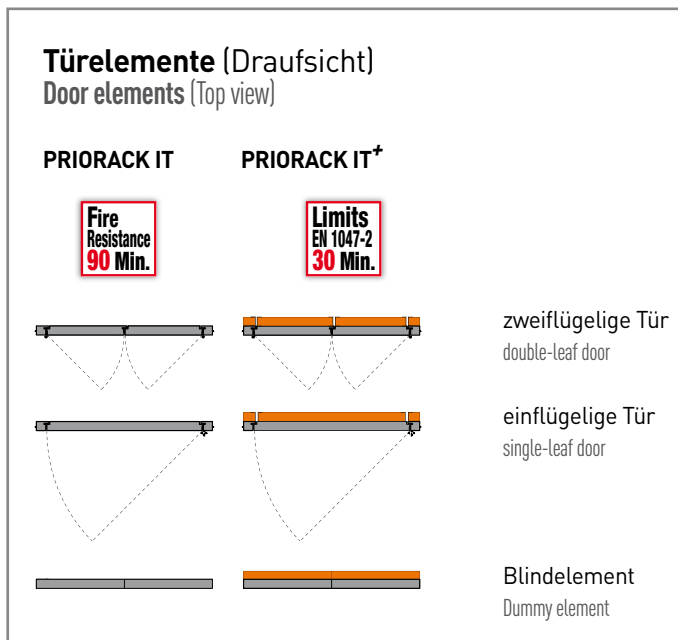 Türelemente (Draufsicht)
Door elements (Top view)
PRIORACK IT
PRIORACK IT+
Fire
Resistance
90 Min.
Limits
EN 1047-2
30 Min.
zweiflügelige Tür
double-leaf door
einflügelige Tür
single-leaf door
Blindelement
Dummy element